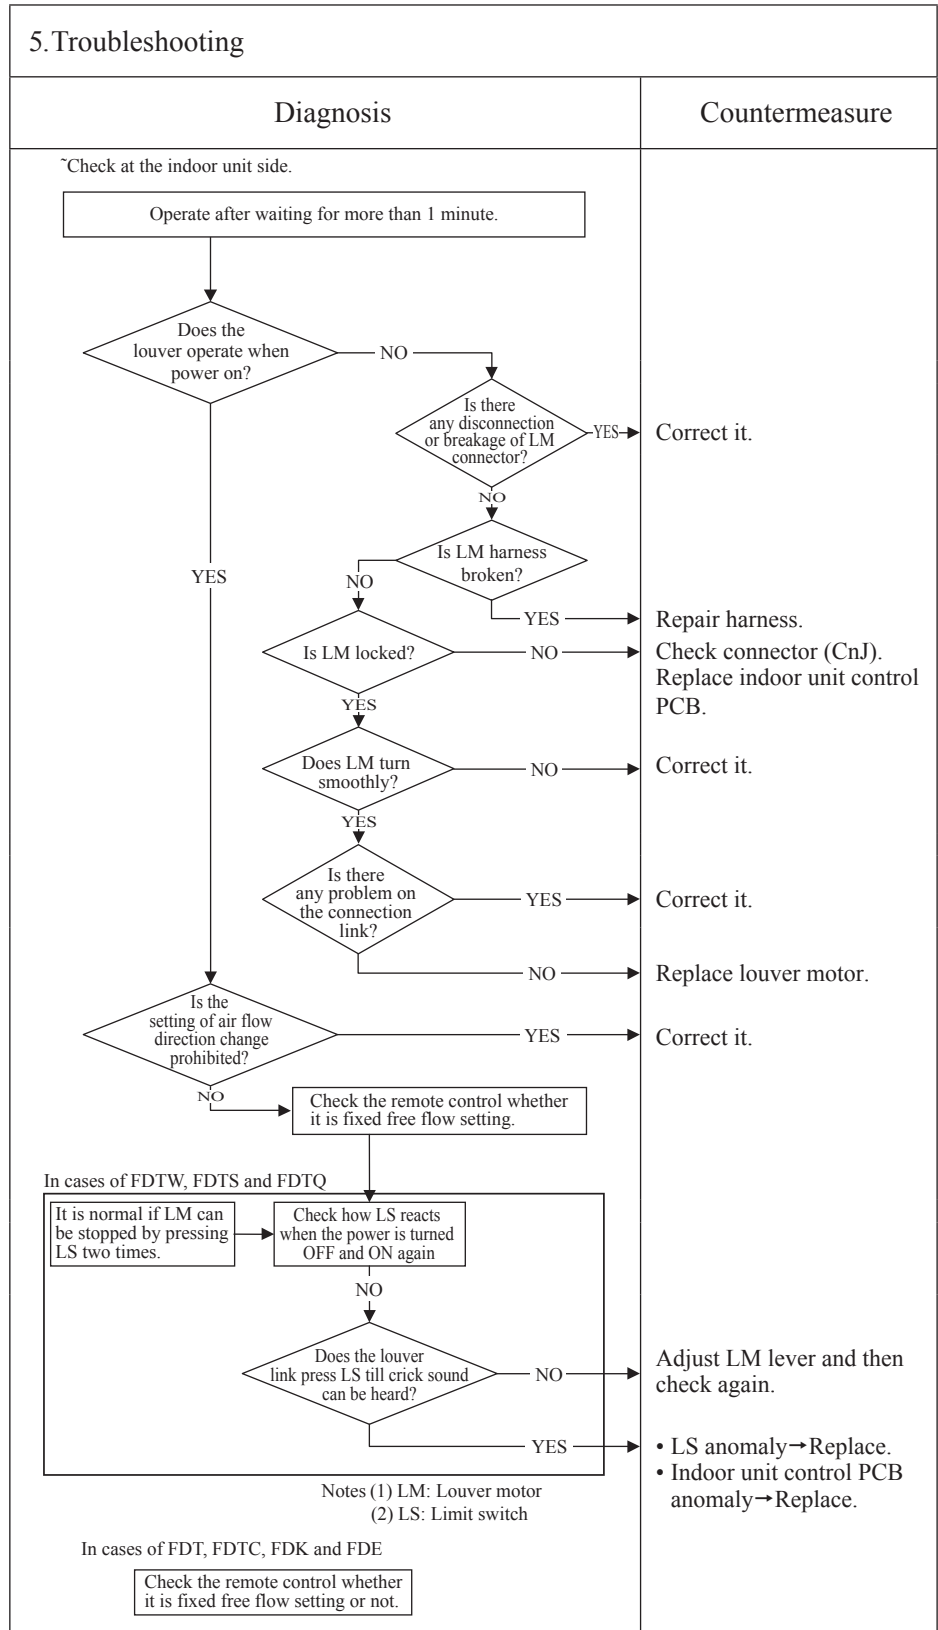 5.Troubleshooting
Diagnosis
Countermeasure
˜Check at the indoor unit side.
Operate after waiting for more than 1 minute.
Does the
louver operate when
power on?
NO
Is there
any disconnection
or breakage of LM
connector?
YES
Correct it.
NO
Is LM harness
broken?
YES
NO
YES
Repair harness.
Is LM locked?
NO
Check connector (CnJ).
Replace indoor unit control
PCB.
YES
Does LM turn
smoothly?
NO
Correct it.
YES
Is there
any problem on
the connection
link?
YES
Correct it.
NO
Replace louver motor.
Is the
setting of air flow
direction change
prohibited?
YES
Correct it.
NO
Check the remote control whether
it is fixed free flow setting.
In cases of FDTW, FDTS and FDTQ
It is normal if LM can
be stopped by pressing
LS two times.
Check how LS reacts
when the power is turned
OFF and ON again
NO
Does the louver
link press LS till crick sound
can be heard?
NO
Adjust LM lever and then
check again.
YES
• LS anomaly→Replace.
• Indoor unit control PCB
anomaly→Replace.
Notes (1) LM: Louver motor
(2) LS: Limit switch
In cases of FDT, FDTC, FDK and FDE
Check the remote control whether
it is fixed free flow setting or not.